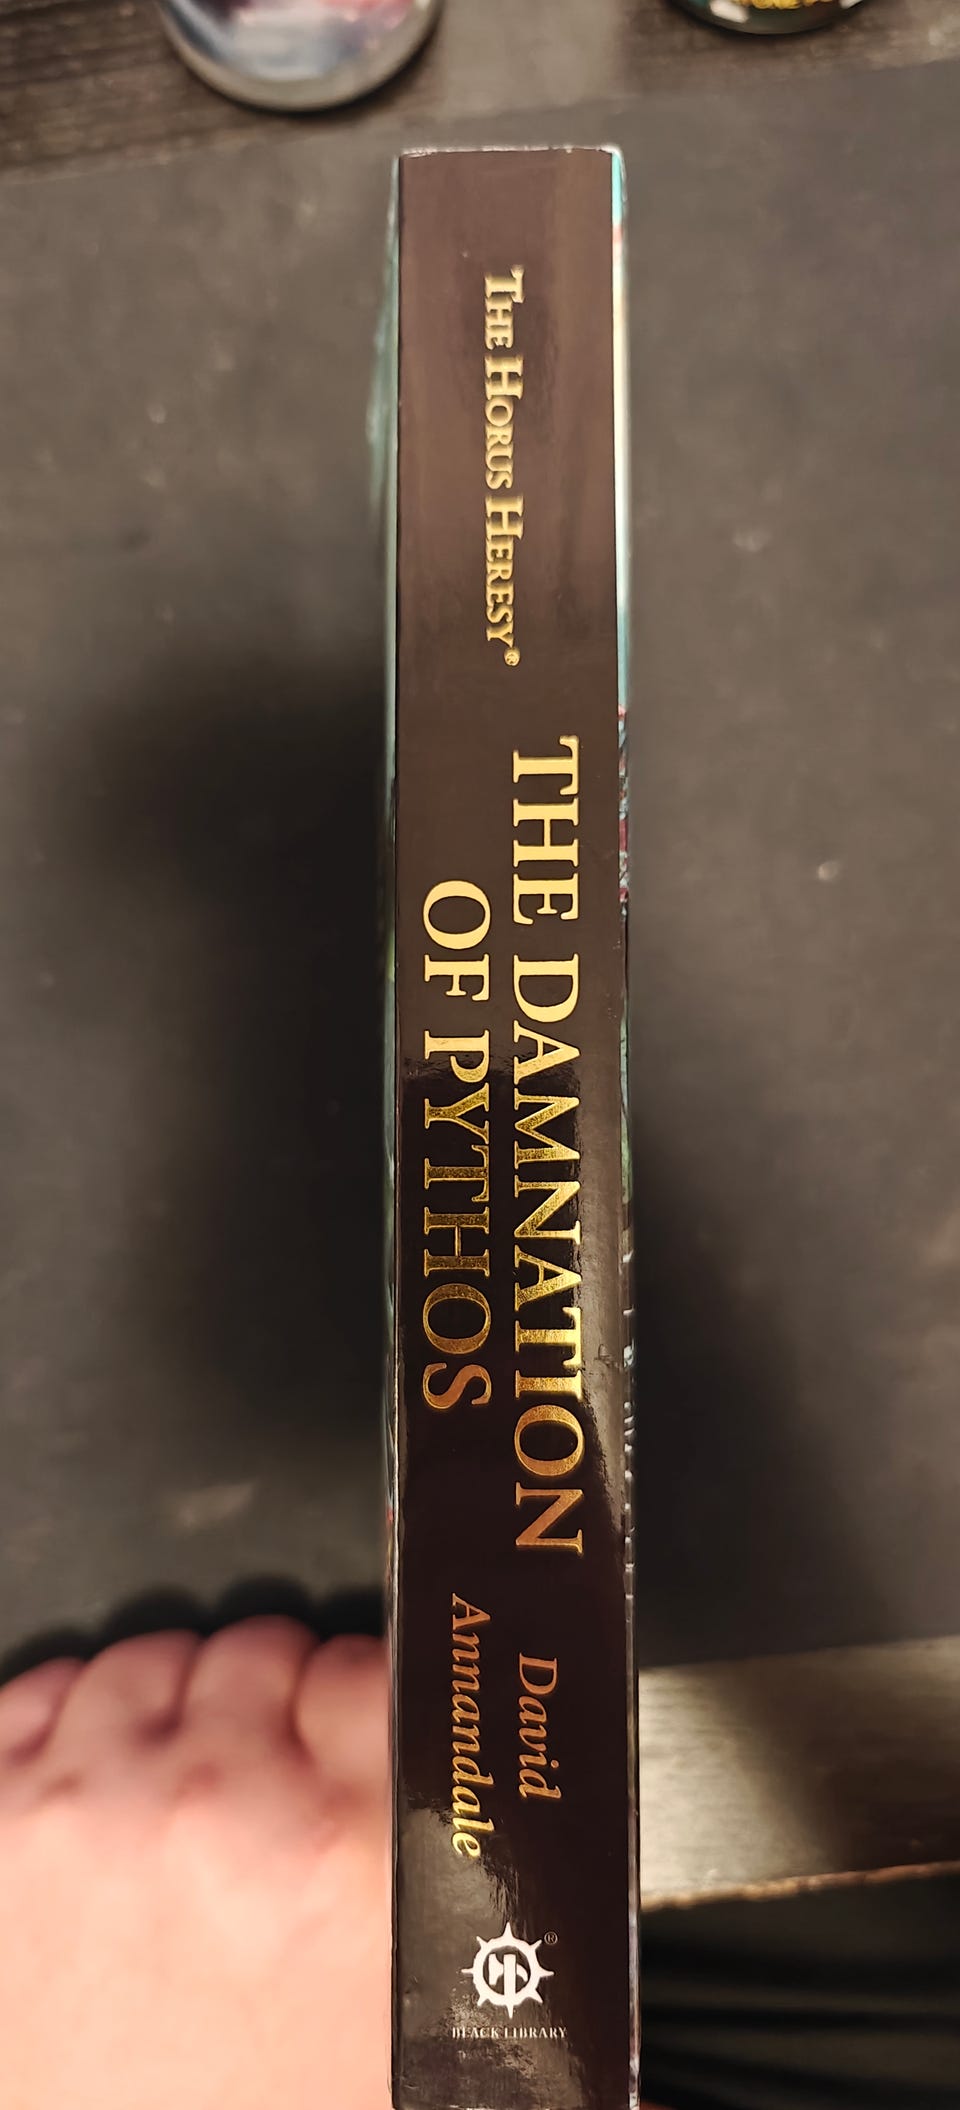 THE HORUS HERESY®
THE DAMNATION
OF PYTHOS
David
Annandale
®
BLACK LIBRARY